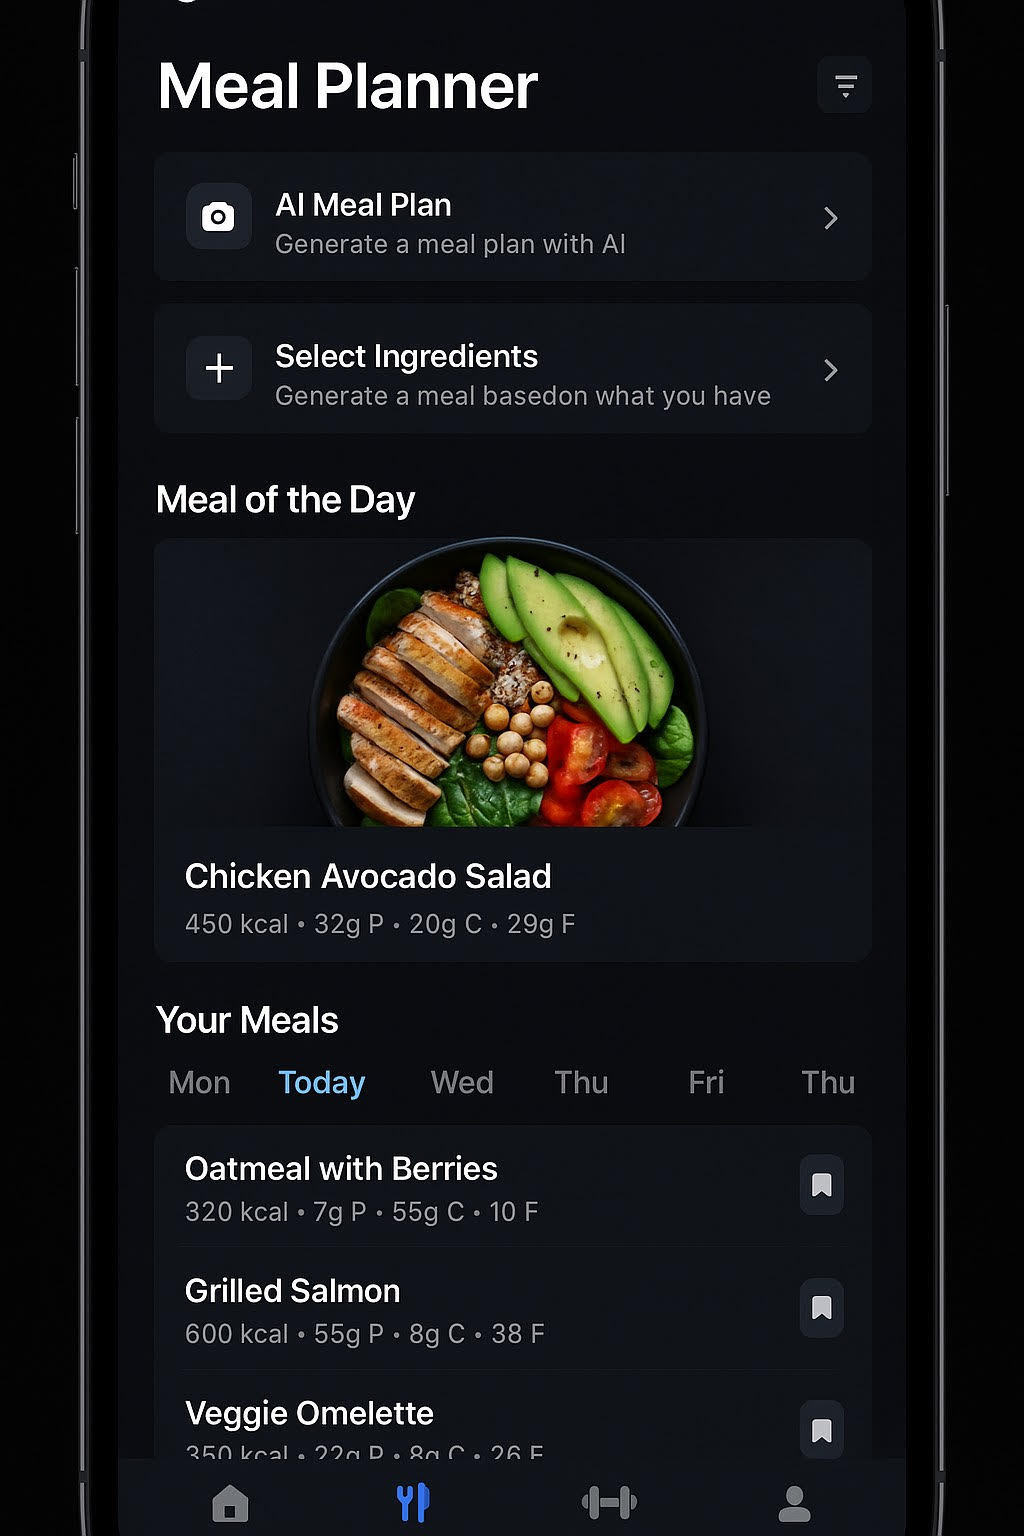 Meal Planner
AI Meal Plan
Generate a meal plan with AI
Select Ingredients
Generate a meal basedon what you have
Meal of the Day
Chicken Avocado Salad
450 kcal • 32g P • 20g C • 29g F
Your Meals
Mon Today Wed Thu Fri Thu
Oatmeal with Berries
320 kcal • 7g P • 55g C • 10 F
Grilled Salmon
600 kcal • 55g P • 8g C • 38 F
Veggie Omelette
350 kcal • 22g P • 8g C • 26 F